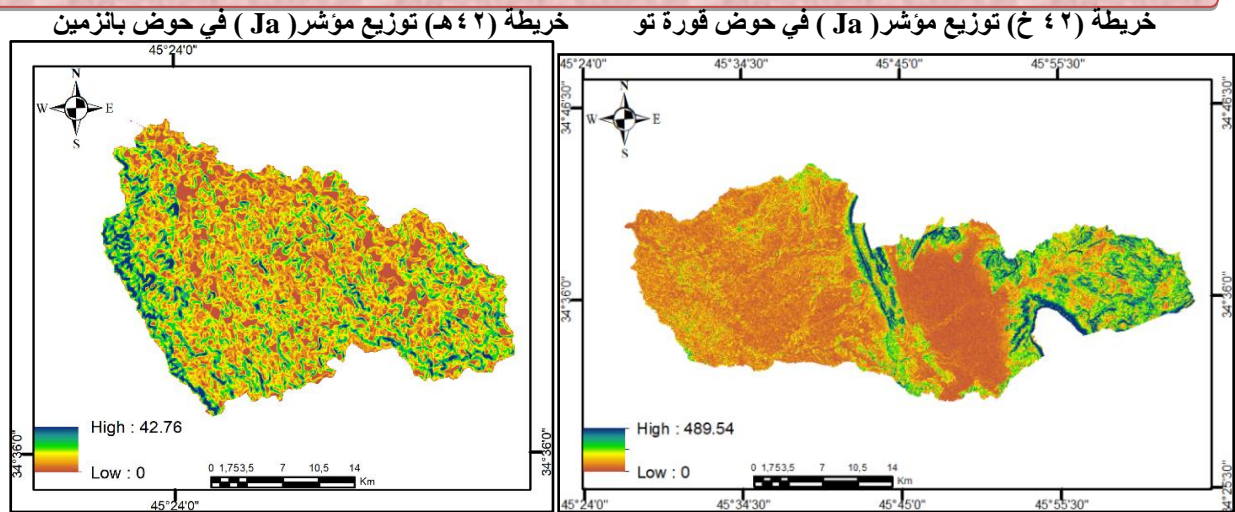 خريطة (٤٢ خ) توزيع مؤشر( Ja ) في حوض قورة تو
خريطة (٤٢هـ) توزيع مؤشر( Ja ) في حوض بانزمين
45°24'0"
N
W E
S
34°36'0"
34°36'0"
High : 42.76
Low : 0
0 1,753,5 7 10,5 14
Km
45°24'0"
45°24'0" 45°34'30" 45°45'0" 45°55'30"
34°46'30"
34°46'30"
N
W E
S
34°36'0"
34°36'0"
High : 489.54
Low : 0
0 1,753,5 7 10,5 14
Km
34°25'30"
45°24'0" 45°34'30" 45°45'0" 45°55'30"